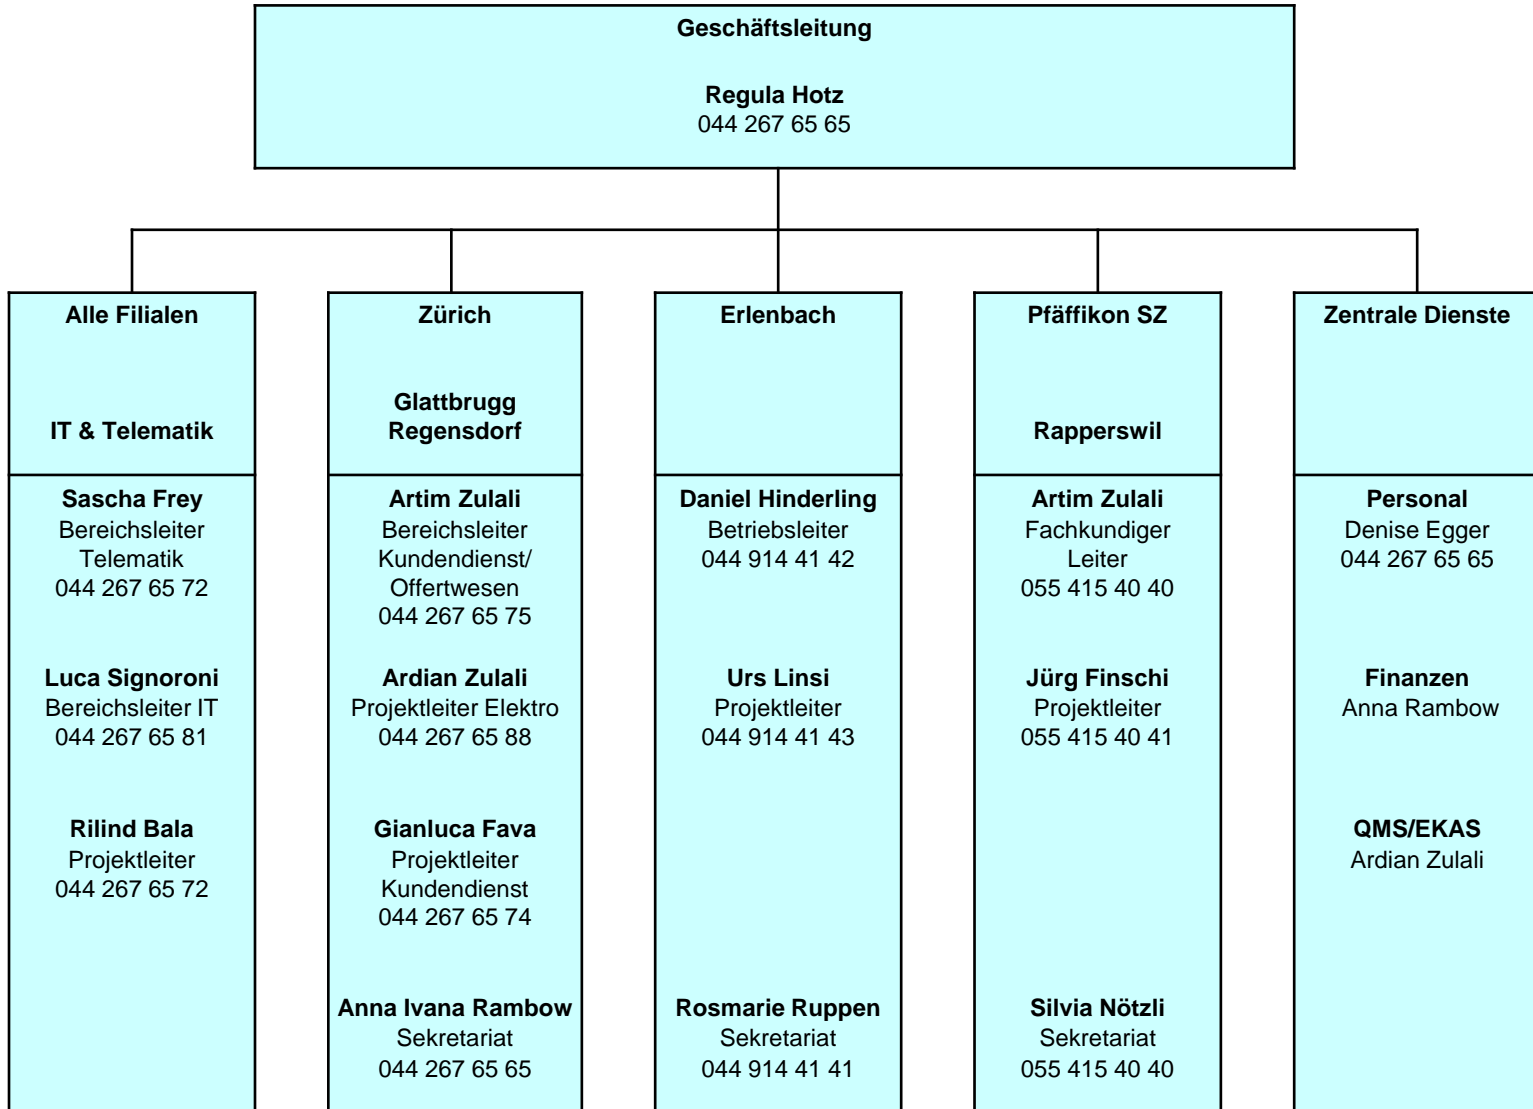 Geschäftsleitung
Regula Hotz
044 267 65 65
Alle Filialen
IT & Telematik
Sascha Frey
Bereichsleiter
Telematik
044 267 65 72
Luca Signoroni
Bereichsleiter IT
044 267 65 81
Rilind Bala
Projektleiter
044 267 65 72
Zürich
Glattbrugg
Regensdorf
Artim Zulali
Bereichsleiter
Kundendienst/
Offertwesen
044 267 65 75
Ardian Zulali
Projektleiter Elektro
044 267 65 88
Gianluca Fava
Projektleiter
Kundendienst
044 267 65 74
Anna Ivana Rambow
Sekretariat
044 267 65 65
Erlenbach
Daniel Hinderling
Betriebsleiter
044 914 41 42
Urs Linsi
Projektleiter
044 914 41 43
Rosmarie Ruppen
Sekretariat
044 914 41 41
Pfäffikon SZ
Rapperswil
Artim Zulali
Fachkundiger
Leiter
055 415 40 40
Jürg Finschi
Projektleiter
055 415 40 41
Silvia Nötzli
Sekretariat
055 415 40 40
Zentrale Dienste
Personal
Denise Egger
044 267 65 65
Finanzen
Anna Rambow
QMS/EKAS
Ardian Zulali